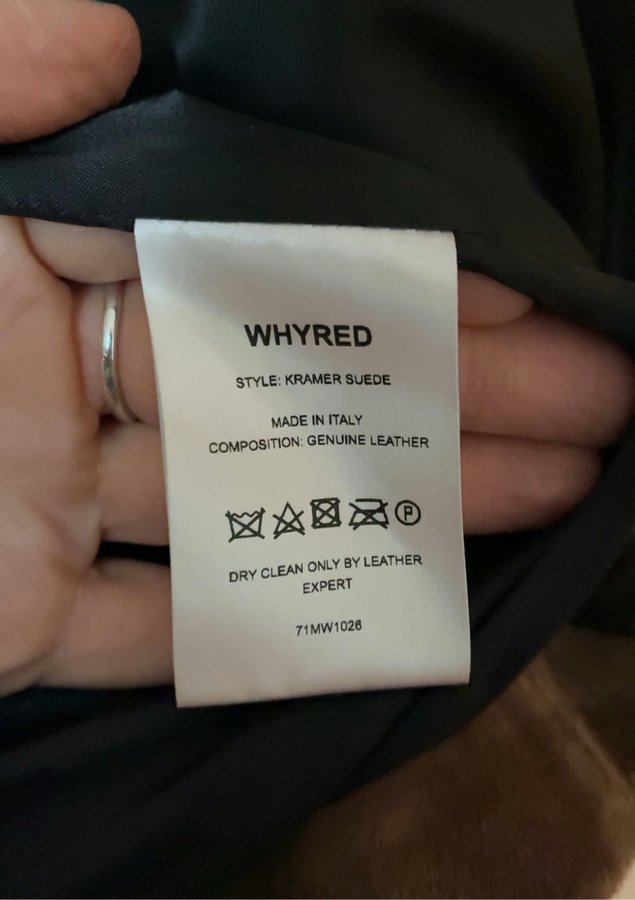 WHYRED
STYLE: KRAMER SUEDE
MADE IN ITALY
COMPOSITION: GENUINE LEATHER
P
DRY CLEAN ONLY BY LEATHER
EXPERT
71MW1026